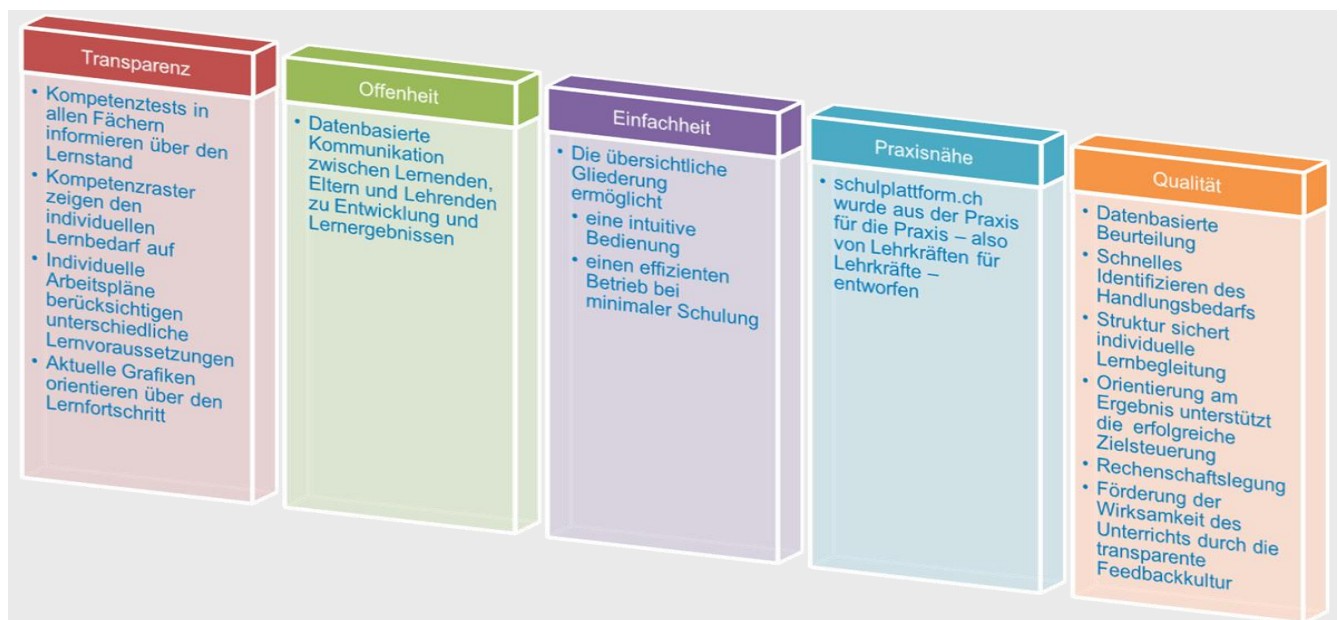 Transparenz
• Kompetenztests in
allen Fächern
informieren über den
Lernstand
• Kompetenzraster
zeigen den
individuellen
Lernbedarf auf
• Individuelle
Arbeitspläne
berücksichtigen
unterschiedliche
Lernvoraussetzungen
• Aktuelle Grafiken
orientieren über den
Lernfortschritt
Offenheit
• Datenbasierte
Kommunikation
zwischen Lernenden,
Eltern und Lehrenden
zu Entwicklung und
Lernergebnissen
Einfachheit
• Die übersichtliche
Gliederung
ermöglicht
• eine intuitive
Bedienung
• einen effizienten
Betrieb bei
minimaler Schulung
Praxisnähe
• schulplattform.ch
wurde aus der Praxis
für die Praxis – also
von Lehrkräften für
Lehrkräfte –
entworfen
Qualität
• Datenbasierte
Beurteilung
• Schnelles
Identifizieren des
Handlungsbedarfs
• Struktur sichert
individuelle
Lernbegleitung
• Orientierung am
Ergebnis unterstützt
die erfolgreiche
Zielsteuerung
• Rechenschaftslegung
• Förderung der
Wirksamkeit des
Unterrichts durch die
transparente
Feedbackkultur